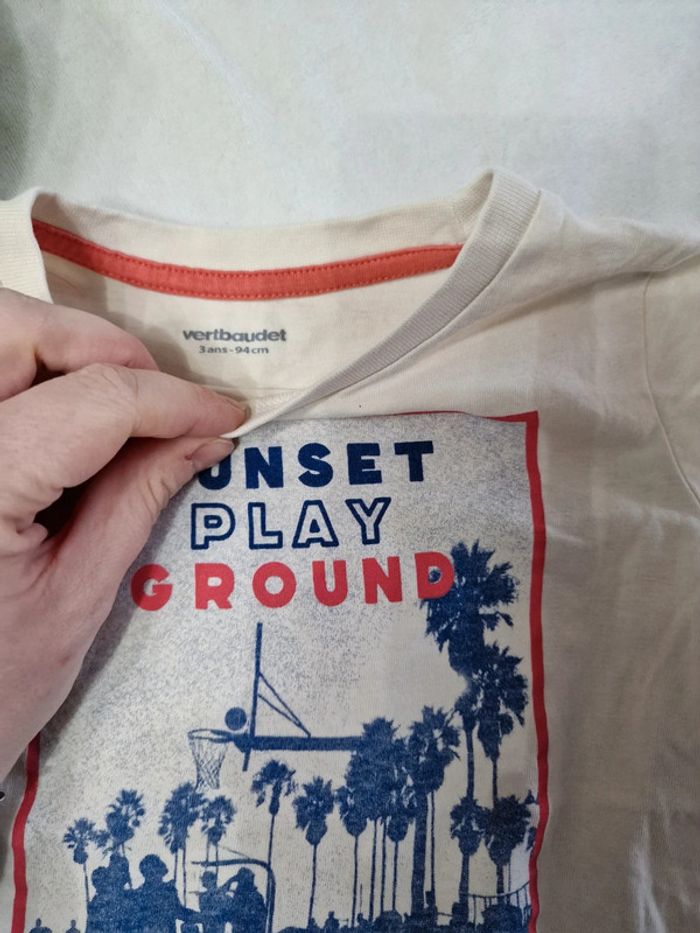 vertbaudet
3ans-94cm
UNSET
PLAY
GROUND